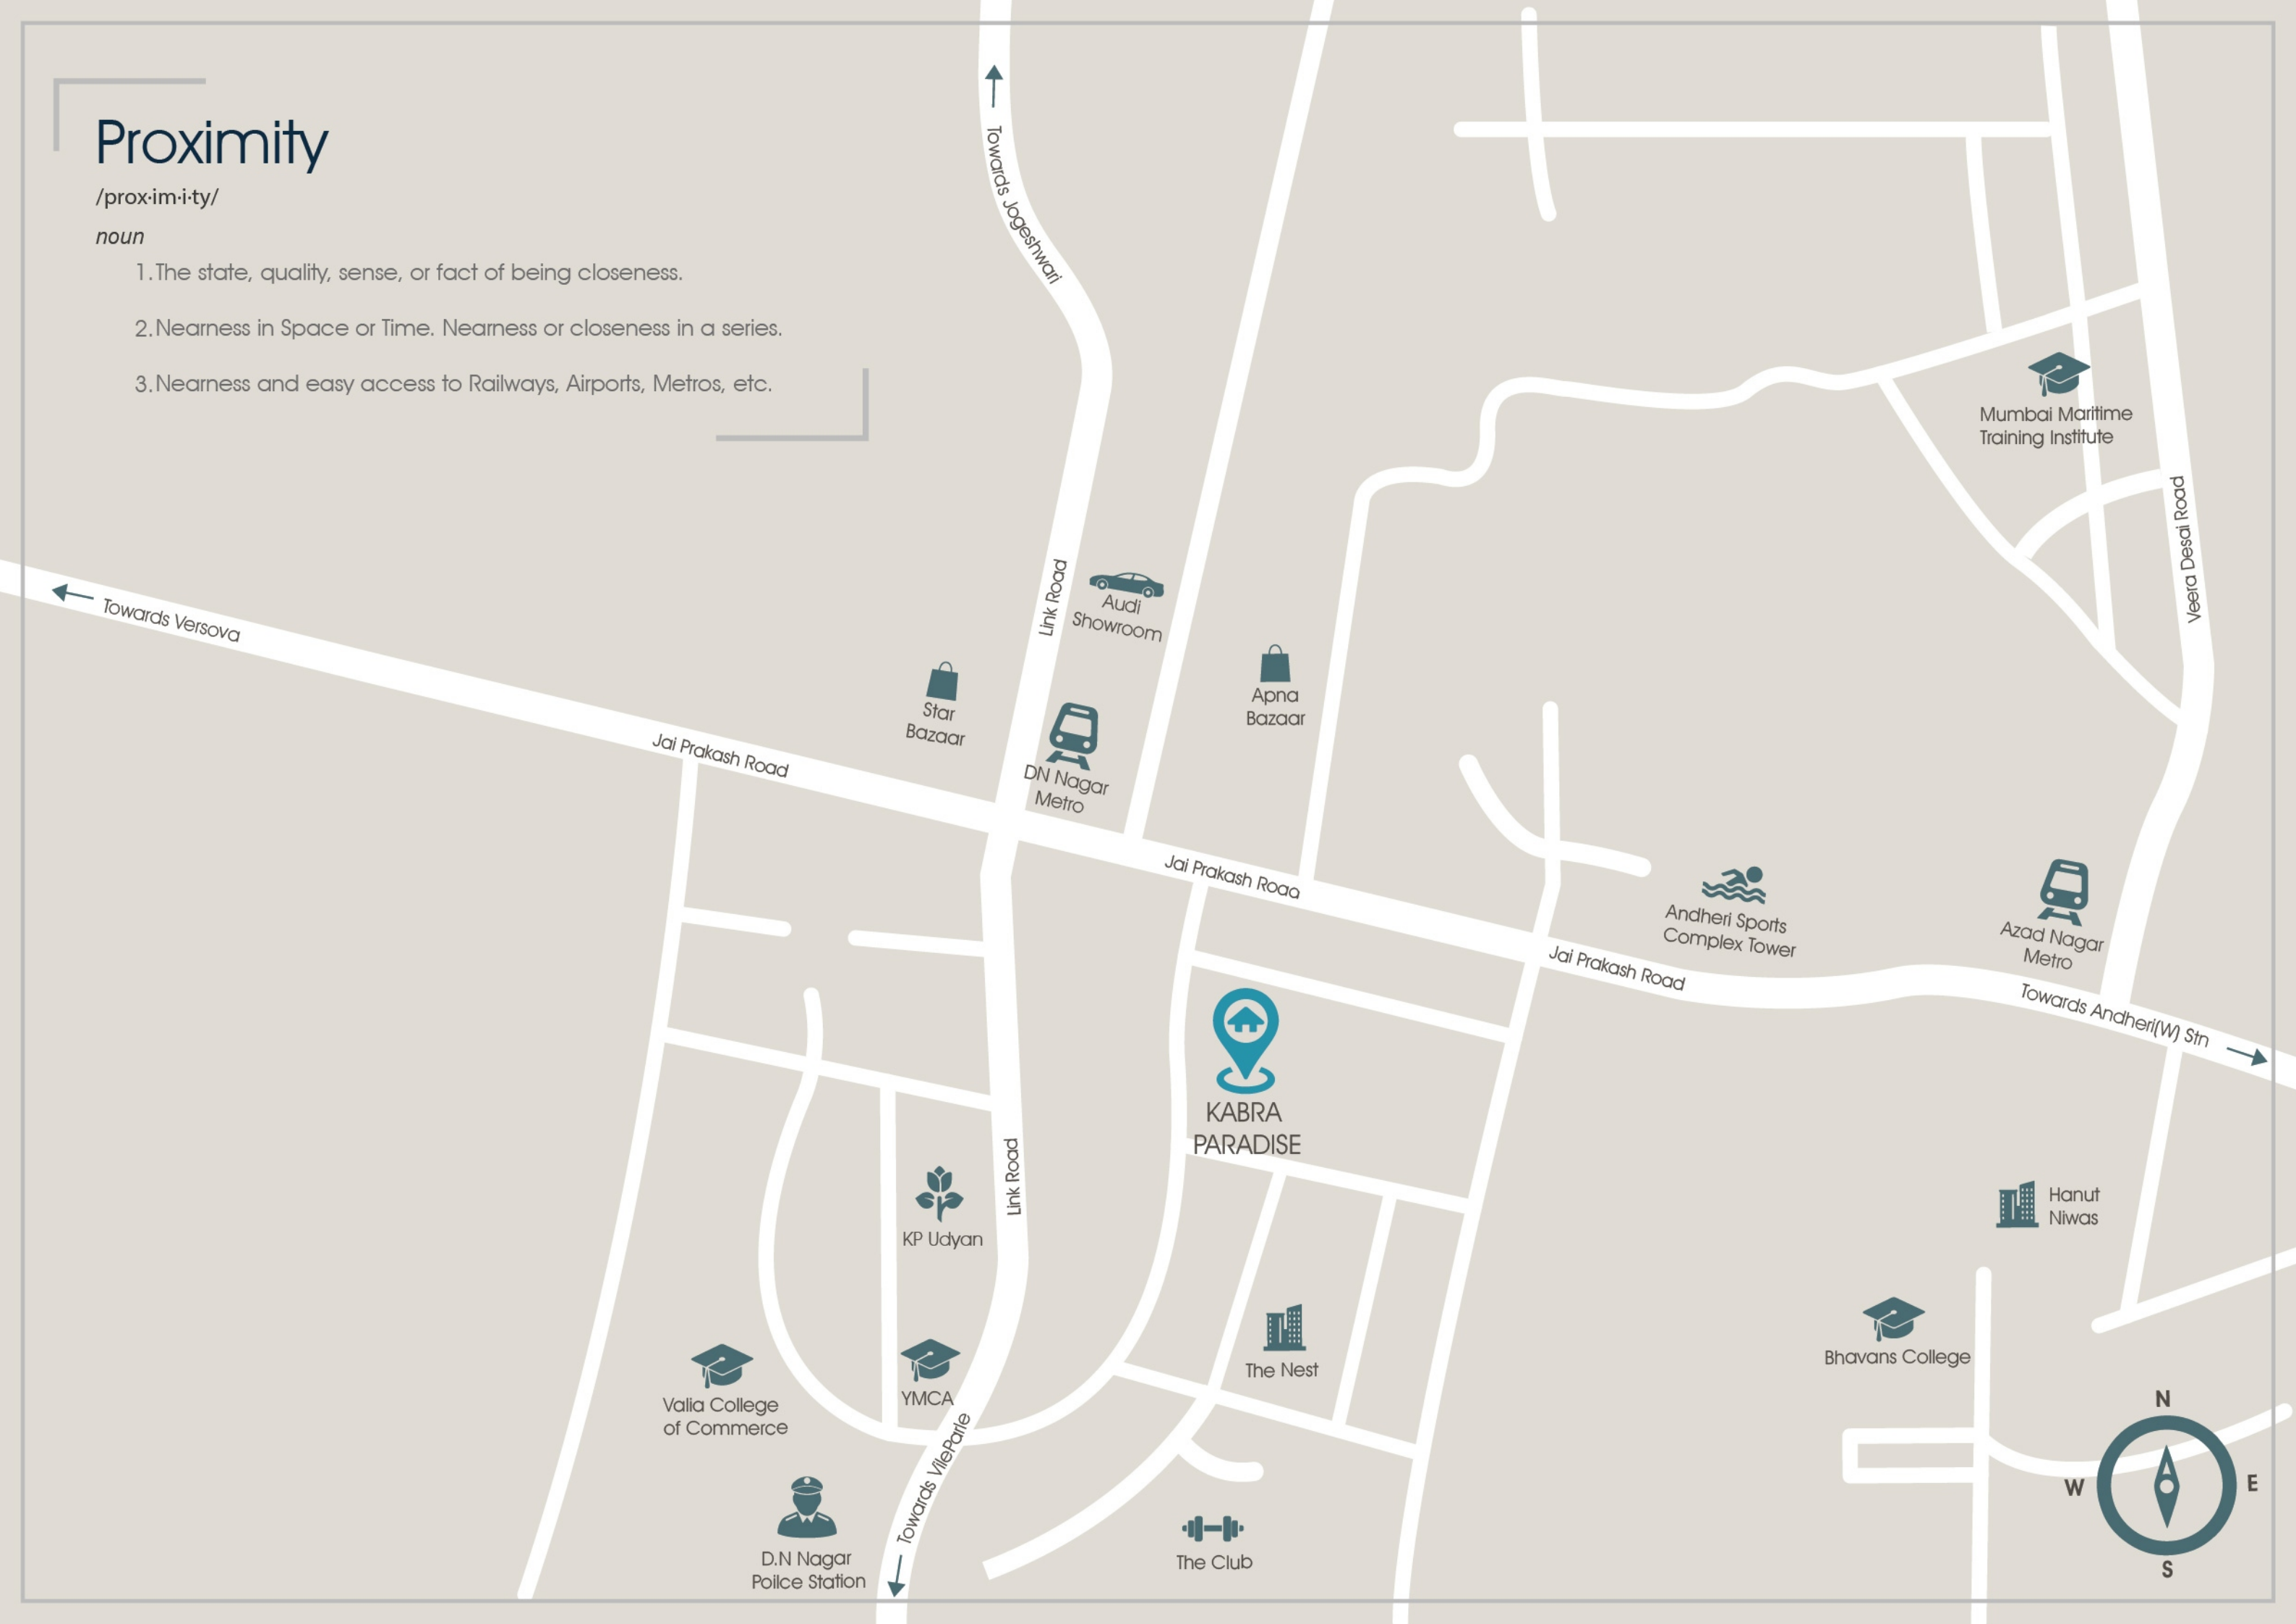 Proximity
/prox·im·i·ty/
noun
1. The state, quality, sense, or fact of being closeness.
2. Nearness in Space or Time. Nearness or closeness in a series.
3. Nearness and easy access to Railways, Airports, Metros, etc.
Towards Jogeshwari
Mumbai Maritime
Training Institute
Veera Desai Road
Link Road
Audi
Showroom
Towards Versova
Star
Bazaar
Apna
Bazaar
Jai Prakash Road
DN Nagar
Metro
Jai Prakash Road
Andheri Sports
Complex Tower
Azad Nagar
Metro
Jai Prakash Road
Towards Andheri(W) Stn
KABRA
PARADISE
Link Road
KP Udyan
Hanut
Niwas
The Nest
Bhavans College
YMCA
Valia College
of Commerce
Towards VileParle
D.N Nagar
Poilce Station
The Club
N
W
E
S